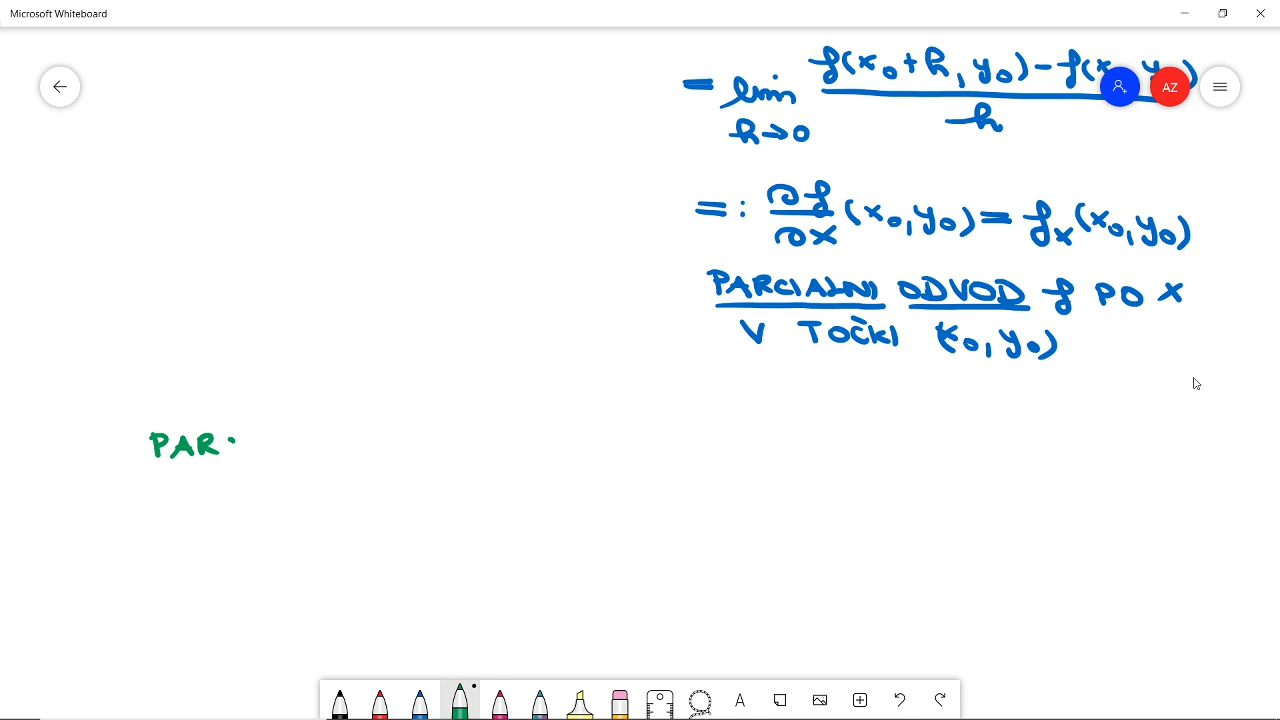 Microsoft Whiteboard
= lim h→0 f(x₀+h, y₀) - f(x₀, y₀) / h
=: ∂f/∂x (x₀, y₀) = fₓ(x₀, y₀)
PARCIALNI ODVOD f PO X
V TOČKI (x₀, y₀)
PAR
AZ
A